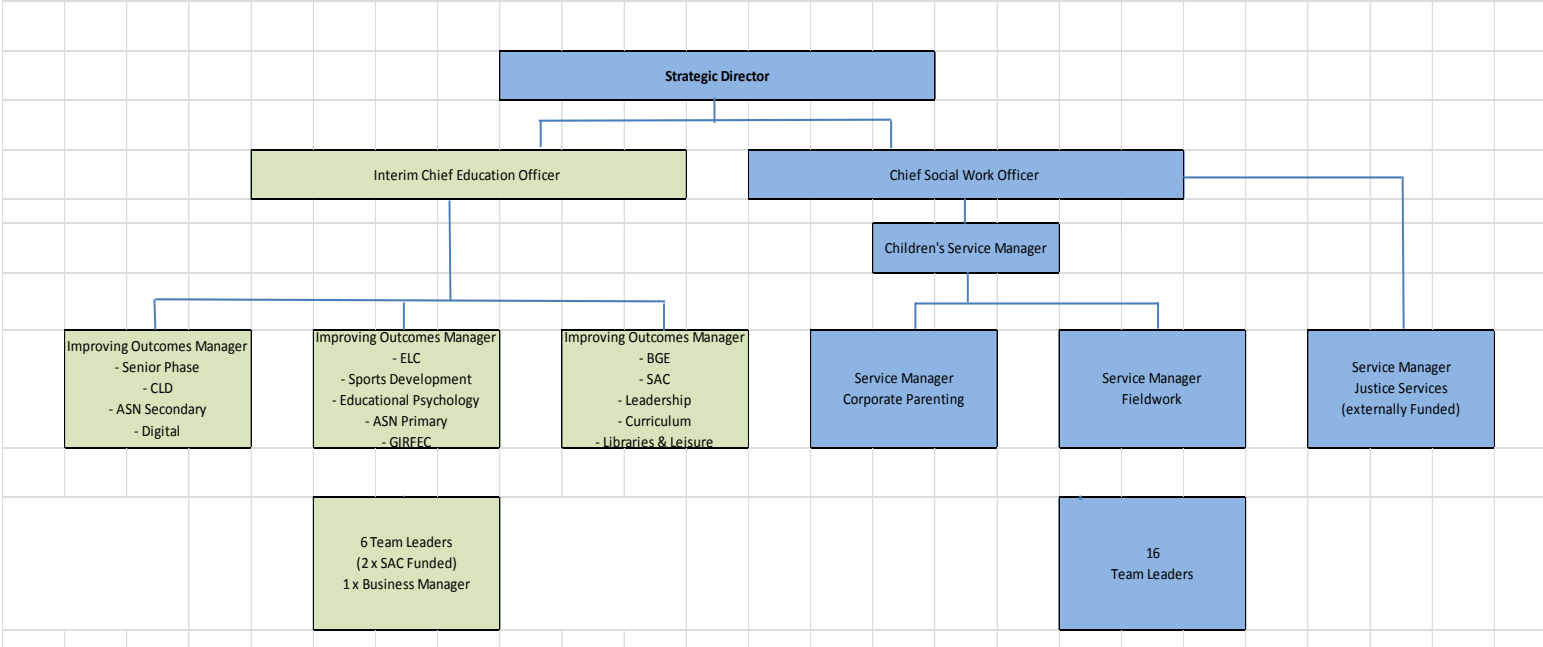 Strategic Director
Interim Chief Education Officer
Chief Social Work Officer
Children's Service Manager
Improving Outcomes Manager
- Senior Phase
- CLD
- ASN Secondary
- Digital
Improving Outcomes Manager
- ELC
- Sports Development
- Educational Psychology
- ASN Primary
- GIRFEC
Improving Outcomes Manager
- BGE
- SAC
- Leadership
- Curriculum
- Libraries & Leisure
Service Manager
Corporate Parenting
Service Manager
Fieldwork
Service Manager
Justice Services
(externally Funded)
6 Team Leaders
(2 x SAC Funded)
1 x Business Manager
16
Team Leaders